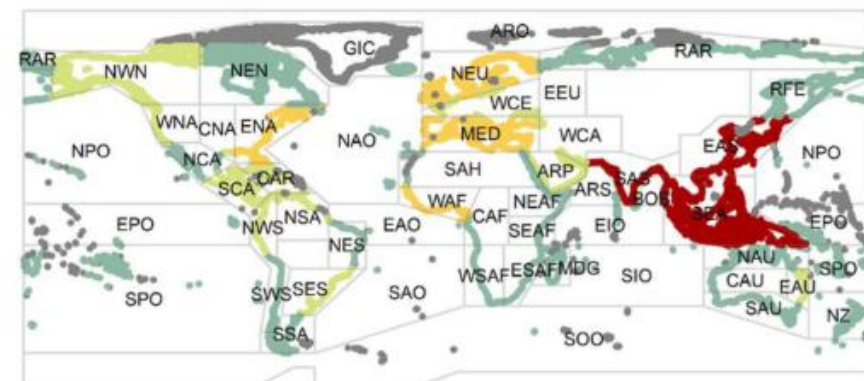 GIC
ARO
RAR
NWN
NEN
NEU
RAR
WCE
EEU
RFE
WNA
CNA
ENA
NAO
MED
WCA
EAS
NPO
NCA
SCA
CAR
SAH
ARP
ARS
SAS
BOB
NPO
WAF
CAF
NEAF
SEA
EPO
NWS
NSA
NES
EAO
SEAF
EIO
EPO
NAU
SPO
SWS
SES
SAO
WSAF
ESAF
MDG
SIO
CAU
EAU
SPO
SAU
NZ
SSA
SOO